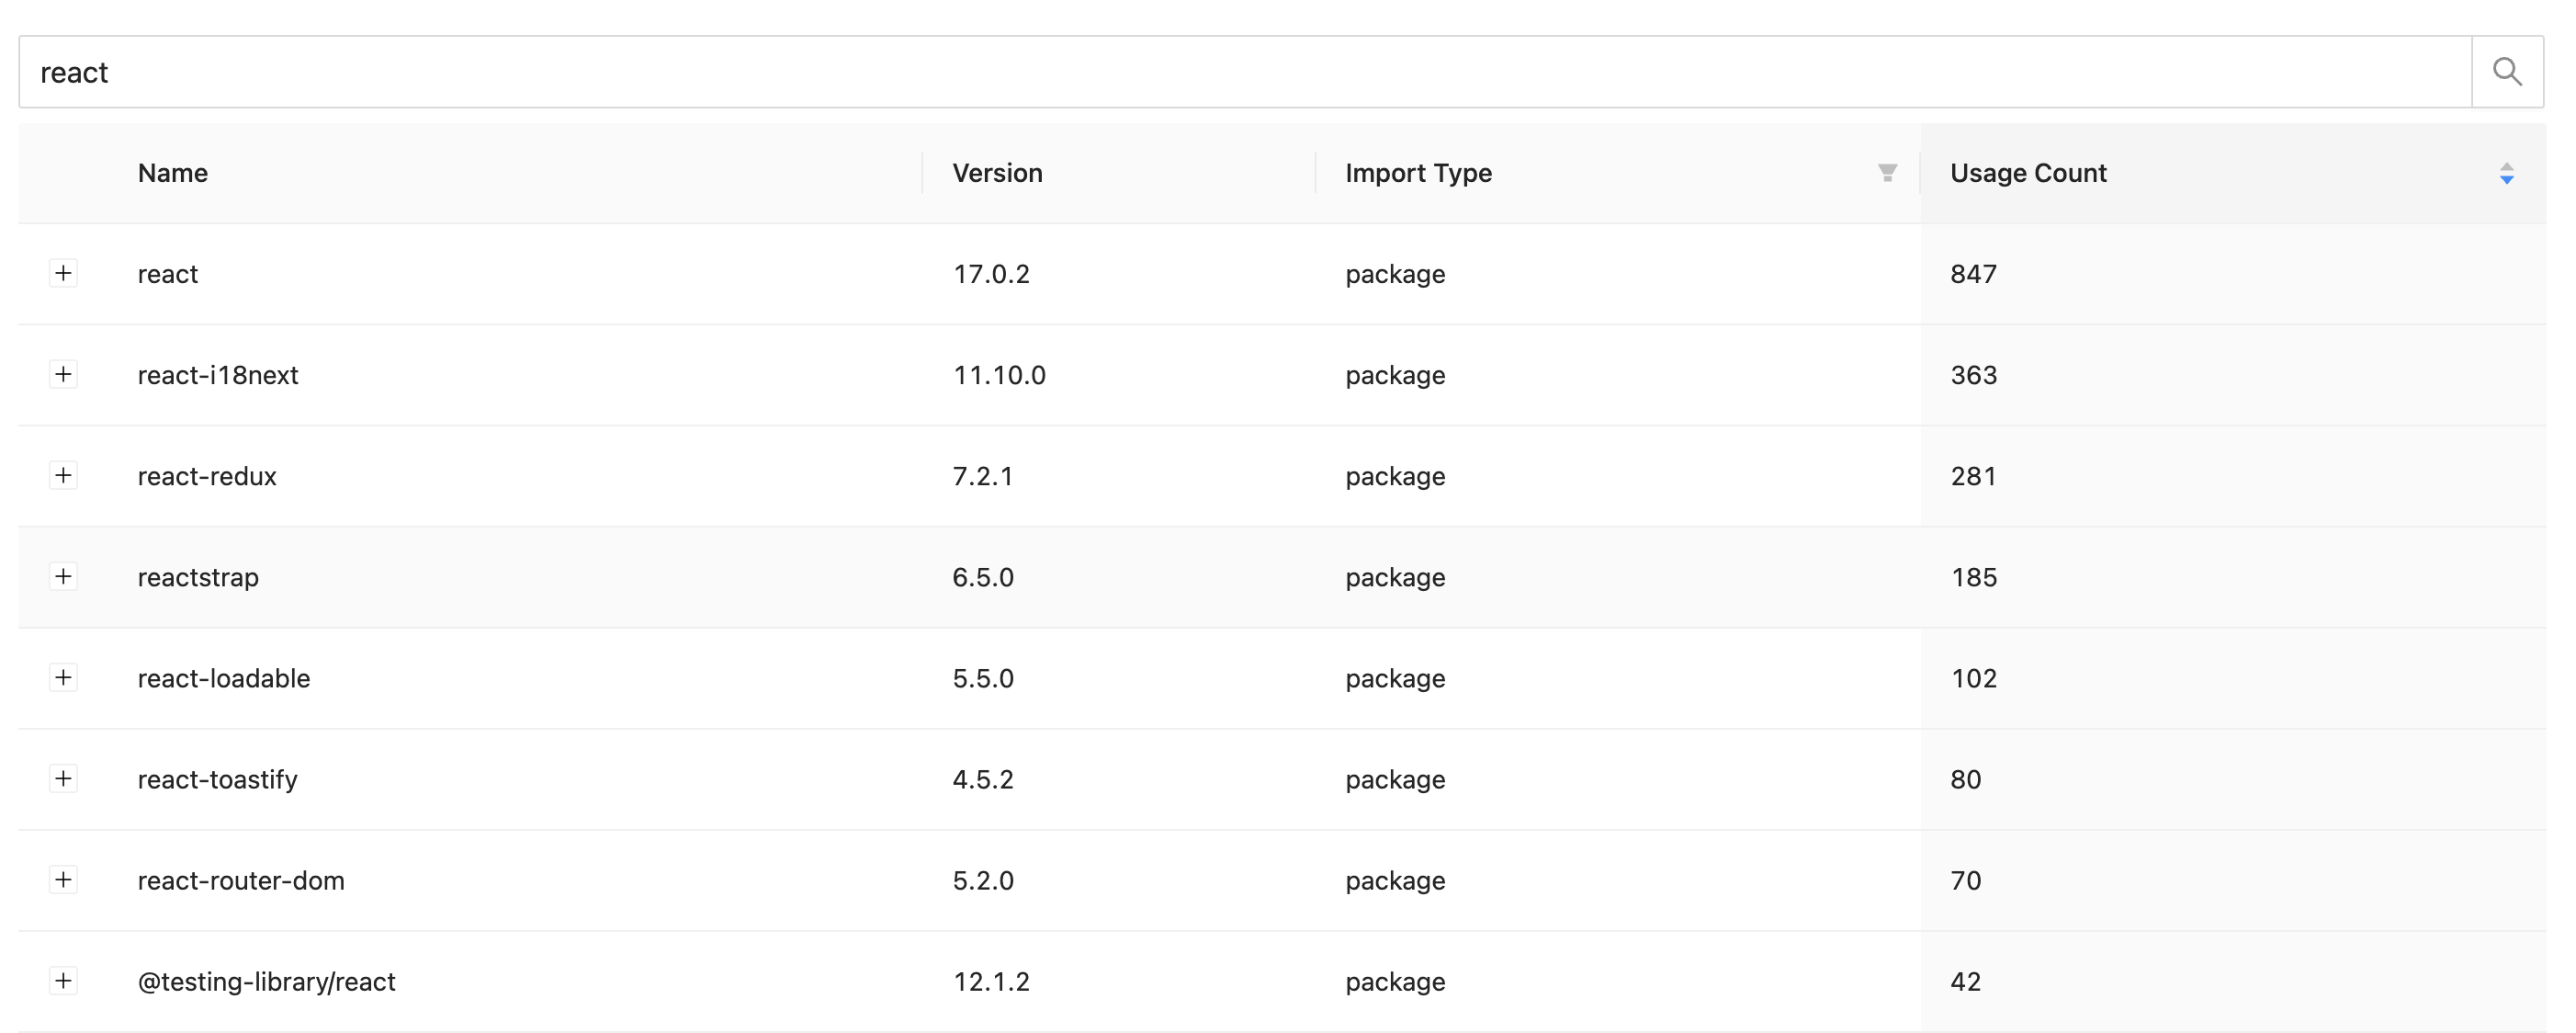 react
Name Version Import Type Usage Count
react 17.0.2 package 847
react-i18next 11.10.0 package 363
react-redux 7.2.1 package 281
reactstrap 6.5.0 package 185
react-loadable 5.5.0 package 102
react-toastify 4.5.2 package 80
react-router-dom 5.2.0 package 70
@testing-library/react 12.1.2 package 42